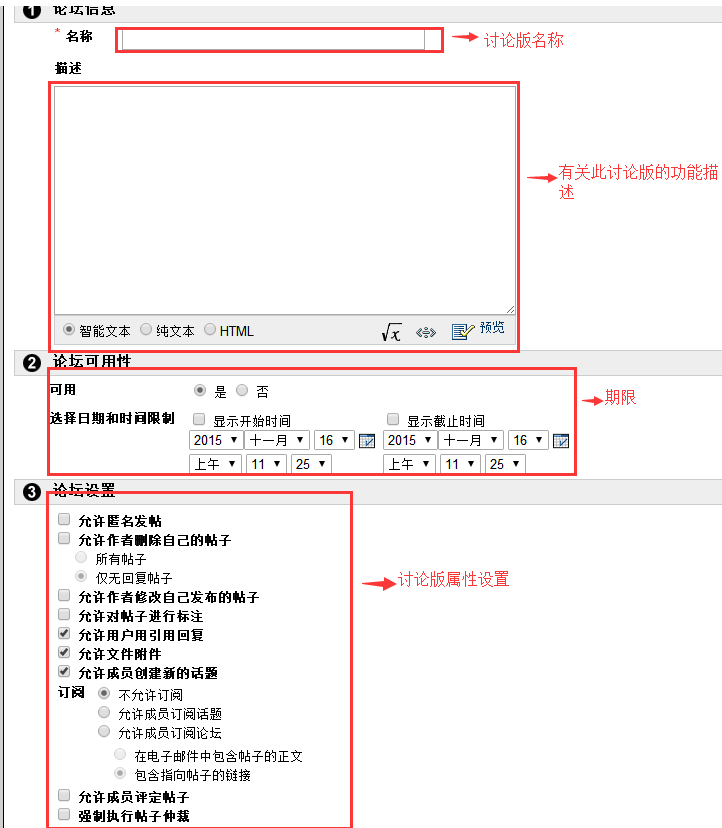 1 论坛信息
* 名称
讨论版名称
描述
有关此讨论版的功能描
述
智能文本 纯文本 HTML
√x 预览
2 论坛可用性
可用 是 否
期限
选择日期和时间限制 显示开始时间 显示截止时间
2015 十一月 16 2015 十一月 16
上午 11 25 上午 11 25
3 论坛设置
允许匿名发帖
允许作者删除自己的帖子
所有帖子
仅无回复帖子
讨论版属性设置
允许作者修改自己发布的帖子
允许对帖子进行标注
允许用户用引用回复
允许文件附件
允许成员创建新的话题
订阅 不允许订阅
允许成员订阅话题
允许成员订阅论坛
在电子邮件中包含帖子的正文
包含指向帖子的链接
允许成员评定帖子
强制执行帖子仲裁